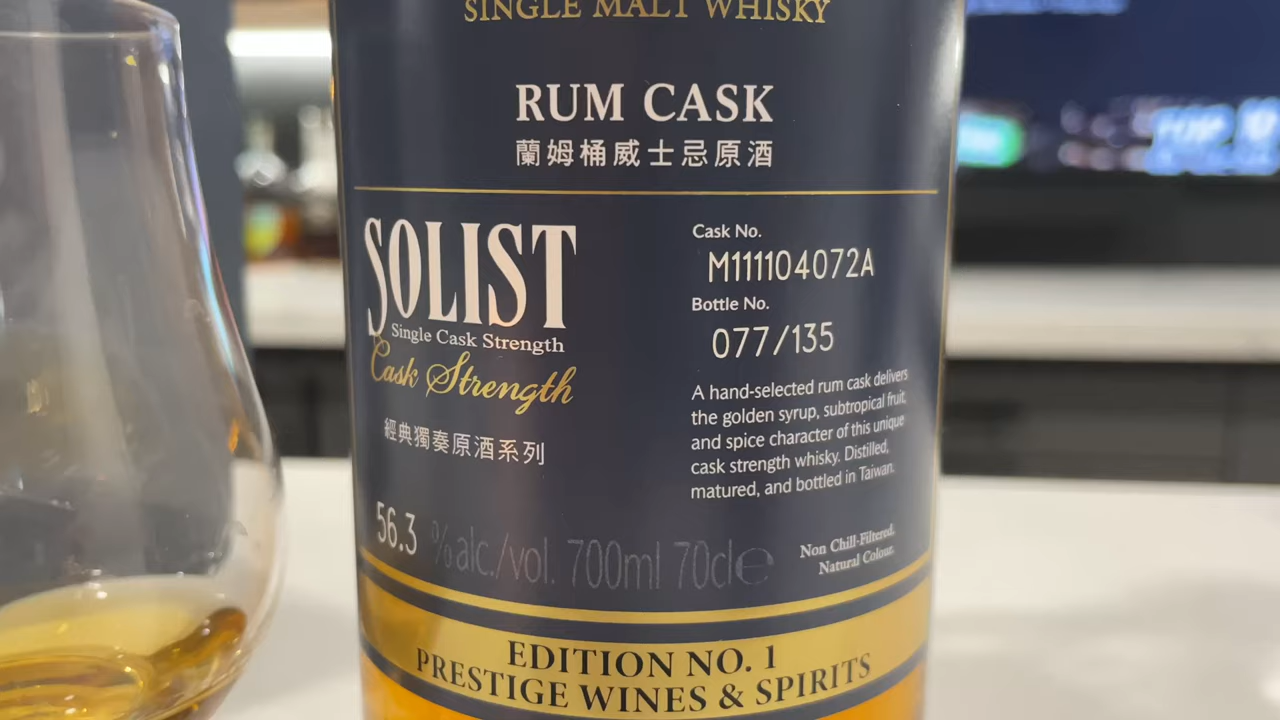 SINGLE MALT WHISKY
RUM CASK
蘭姆桶威士忌原酒
SOLIST
Single Cask Strength
Cask Strength
經典獨奏原酒系列
56.3 %alc./vol. 700ml 70cl℮
Cask No.
M111104072A
Bottle No.
077/135
A hand-selected rum cask delivers
the golden syrup, subtropical fruit,
and spice character of this unique
cask strength whisky. Distilled,
matured, and bottled in Taiwan.
Non Chill-Filtered.
Natural Colour.
EDITION NO. 1
PRESTIGE WINES & SPIRITS
TOP 10